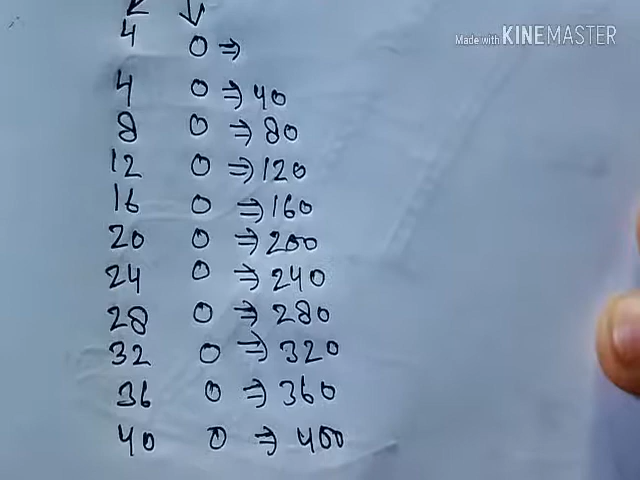 Made with KINEMASTER
4 0 ⇒
4 0 ⇒ 40
8 0 ⇒ 80
12 0 ⇒ 120
16 0 ⇒ 160
20 0 ⇒ 200
24 0 ⇒ 240
28 0 ⇒ 280
32 0 ⇒ 320
36 0 ⇒ 360
40 0 ⇒ 400